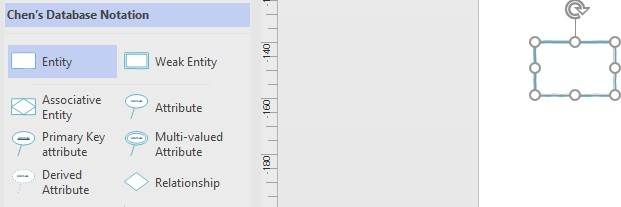 Chen's Database Notation
Entity
Weak Entity
Associative
Entity
Attribute
Primary Key
attribute
Multi-valued
Attribute
Derived
Attribute
Relationship
-140
-160
-180